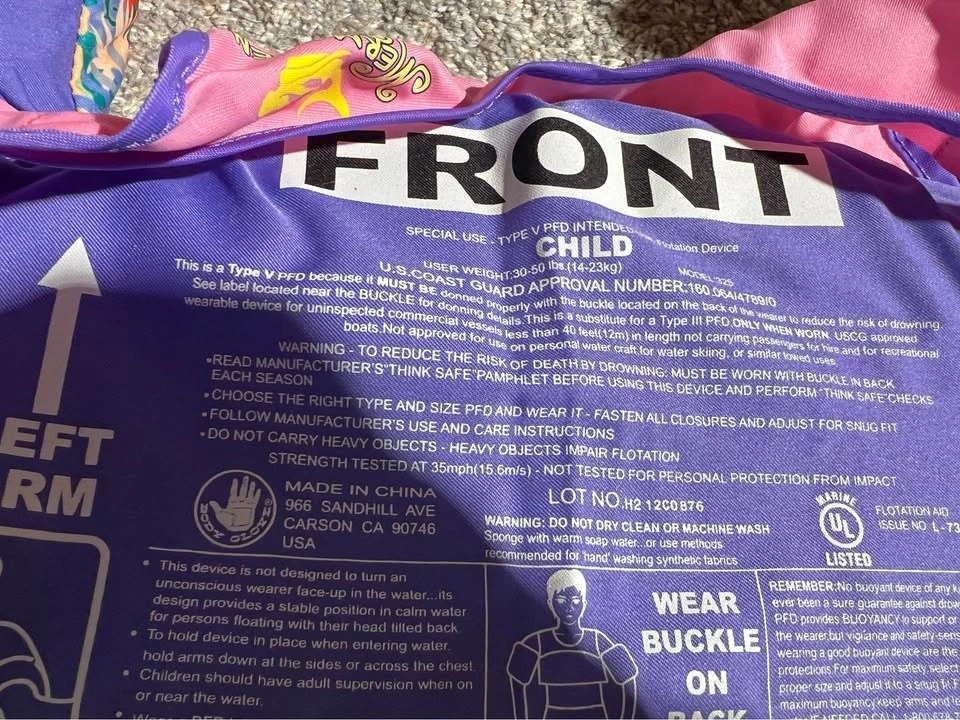 FRONT
SPECIAL USE - TYPE V PFD INTENDED Flotation Device
CHILD
USER WEIGHT:30-50 lbs.(14-23kg)
MODEL:325
U.S.COAST GUARD APPROVAL NUMBER:160.064/4789/0
This is a Type V PFD because it MUST BE donned properly with the buckle located on the back of the wearer to reduce the risk of drowning.
See label located near the BUCKLE for donning details.This is a substitute for a Type III PFD ONLY WHEN WORN. USCG approved
wearable device for uninspected commercial vessels less than 40 feet(12m) in length not carrying passengers for hire and for recreational
boats.Not approved for use on personal water craft,for water skiing, or similar towed uses.
WARNING - TO REDUCE THE RISK OF DEATH BY DROWNING: MUST BE WORN WITH BUCKLE IN BACK
•READ MANUFACTURER'S"THINK SAFE"PAMPHLET BEFORE USING THIS DEVICE AND PERFORM "THINK SAFE"CHECKS
EACH SEASON
•CHOOSE THE RIGHT TYPE AND SIZE PFD AND WEAR IT - FASTEN ALL CLOSURES AND ADJUST FOR SNUG FIT
•FOLLOW MANUFACTURER'S USE AND CARE INSTRUCTIONS
•DO NOT CARRY HEAVY OBJECTS - HEAVY OBJECTS IMPAIR FLOTATION
STRENGTH TESTED AT 35mph(15.6m/s) - NOT TESTED FOR PERSONAL PROTECTION FROM IMPACT
EFT
RM
BODY GLOVE
MADE IN CHINA
966 SANDHILL AVE
CARSON CA 90746
USA
LOT NO.H2 12C0876
WARNING: DO NOT DRY CLEAN OR MACHINE WASH
Sponge with warm soap water...or use methods
recommended for 'hand' washing synthetic fabrics
MARINE
UL
LISTED
FLOTATION AID
ISSUE NO L-73
• This device is not designed to turn an
unconscious wearer face-up in the water...its
design provides a stable position in calm water
for persons floating with their head tilted back
• To hold device in place when entering water.
hold arms down at the sides or across the chest
• Children should have adult supervision when on
or near the water.
WEAR
BUCKLE
ON
BACK
REMEMBER:No buoyant device of any
ever been a sure guarantee against
PFD provides BUOYANCY to support or
the wearer,but vigilance and
wearing a good buoyant device are the
protections.For maximum safety,select
proper size and adjust it to a snug fit.
maximum buoyancy,keep arms and